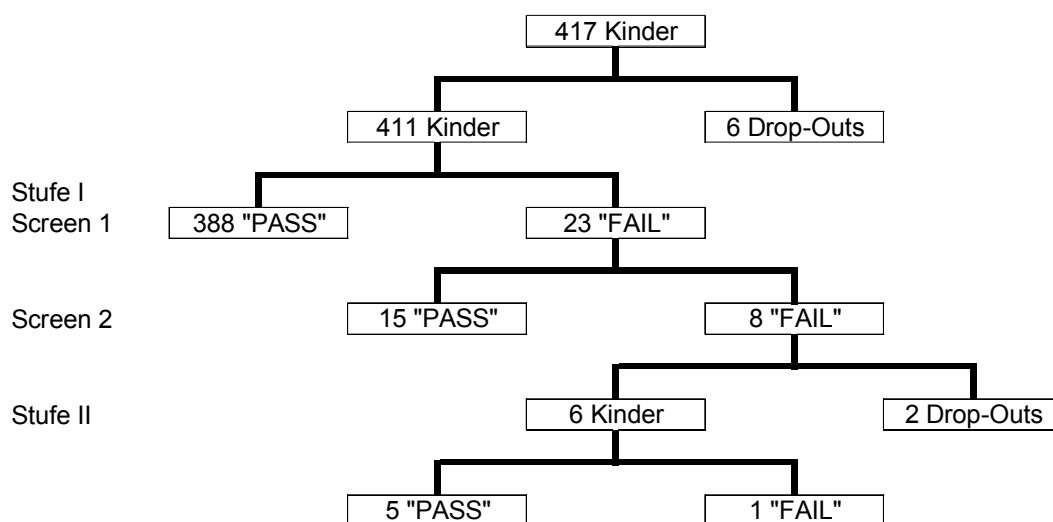 417 Kinder
411 Kinder
6 Drop-Outs
Stufe I
Screen 1
388 "PASS"
23 "FAIL"
Screen 2
15 "PASS"
8 "FAIL"
Stufe II
6 Kinder
2 Drop-Outs
5 "PASS"
1 "FAIL"